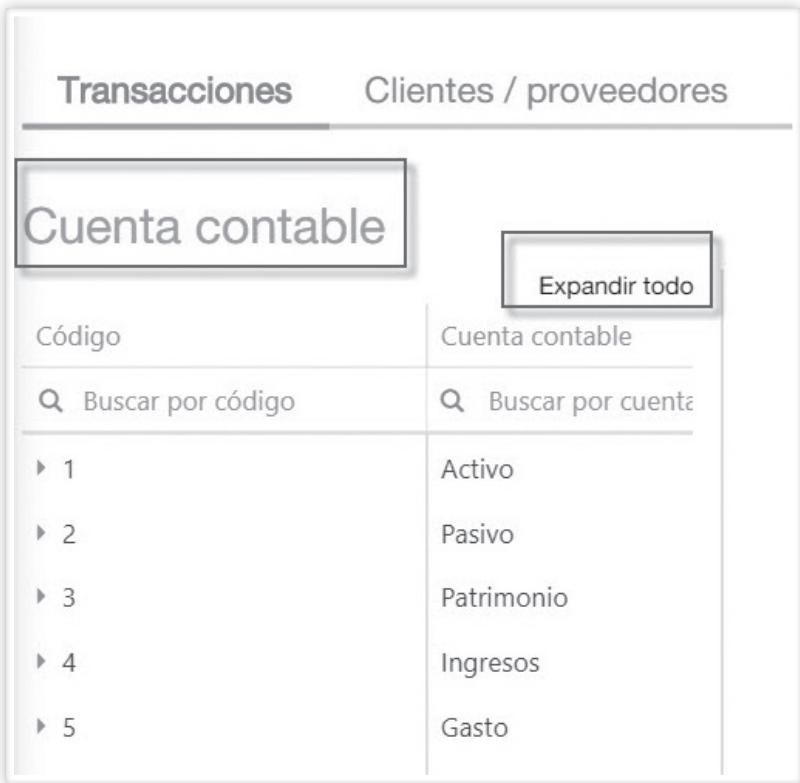 Transacciones Clientes / proveedores
Cuenta contable
Expandir todo
Código Cuenta contable
Buscar por código Buscar por cuenta
1 Activo
2 Pasivo
3 Patrimonio
4 Ingresos
5 Gasto